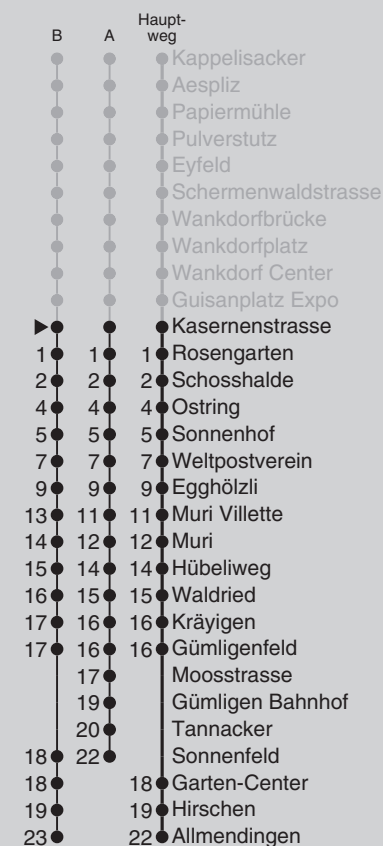 B A Haupt-
weg
Kappelisacker
Aespliz
Papiermühle
Pulverstutz
Eyfeld
Schermenwaldstrasse
Wankdorfbrücke
Wankdorfplatz
Wankdorf Center
Guisanplatz Expo
Kasernenstrasse
1 1 1 Rosengarten
2 2 2 Schosshalde
4 4 4 Ostring
5 5 5 Sonnenhof
7 7 7 Weltpostverein
9 9 9 Egghölzli
13 11 11 Muri Villette
14 12 12 Muri
15 14 14 Hübeliweg
16 15 15 Waldried
17 16 16 Kräyigen
17 16 16 Gümligenfeld
17 Moosstrasse
19 Gümligen Bahnhof
20 Tannacker
18 22 Sonnenfeld
18 18 Garten-Center
19 19 Hirschen
23 22 Allmendingen